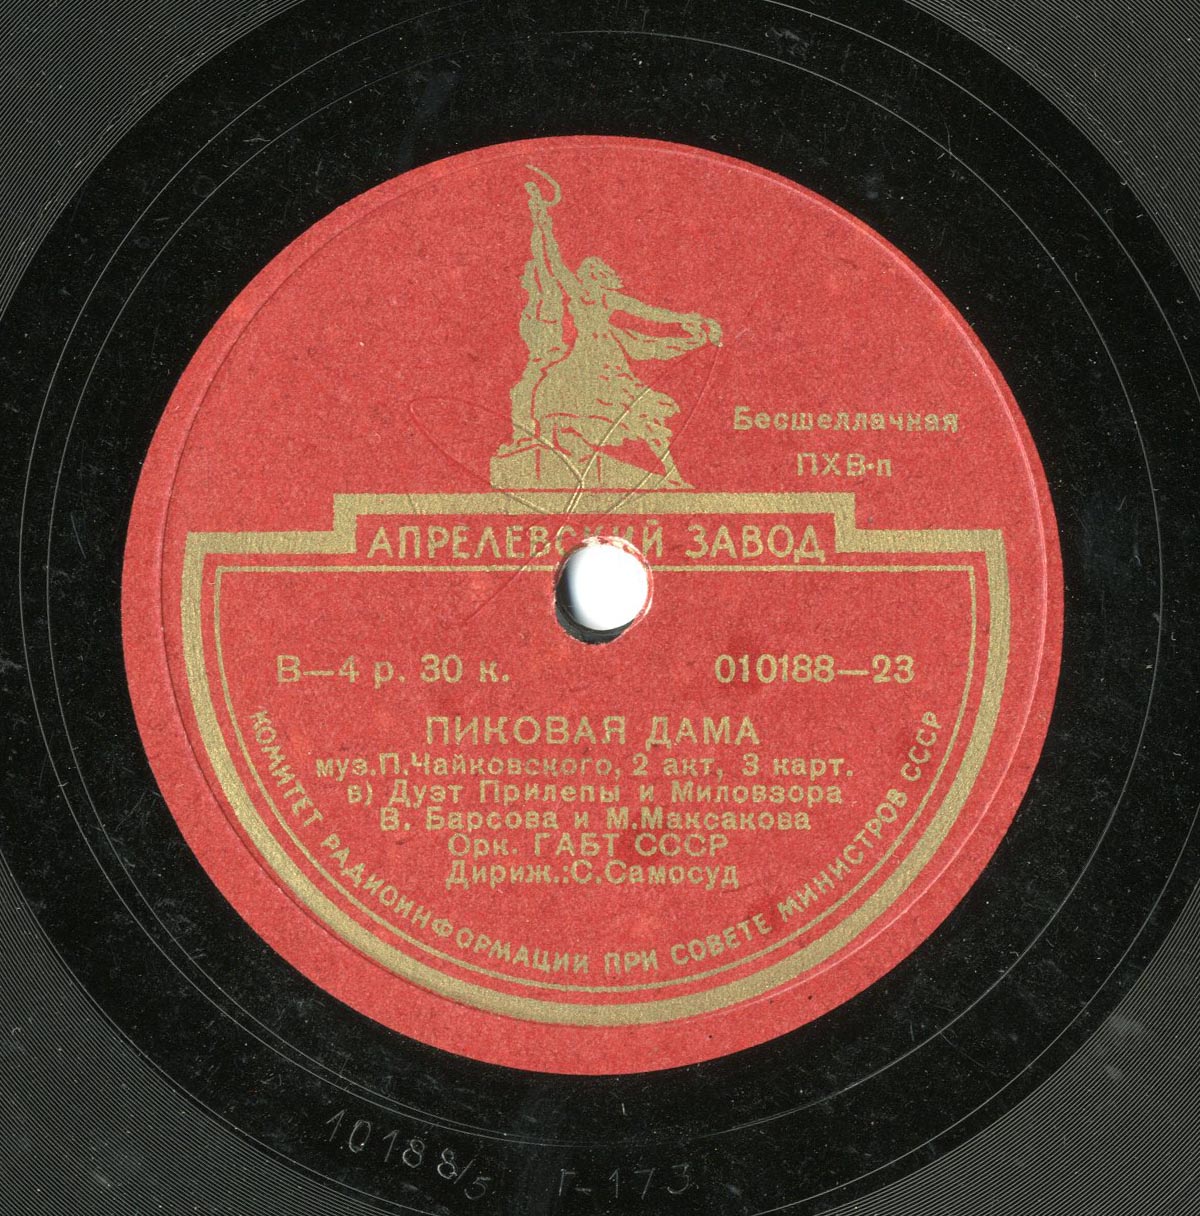 Бесшеллачная
ПХВ-п
АПРЕЛЕВСКИЙ ЗАВОД
В—4 р. 30 к.
010188—23
ПИКОВАЯ ДАМА
муз.П.Чайковского, 2 акт, 3 карт.
в) Дуэт Прилепы и Миловзора
В. Барсова и М.Максакова
Орк. ГАБТ СССР
Дириж.:С.Самосуд
КОМИТЕТ РАДИОИНФОРМАЦИИ ПРИ СОВЕТЕ МИНИСТРОВ СССР
10188/5 Г-173